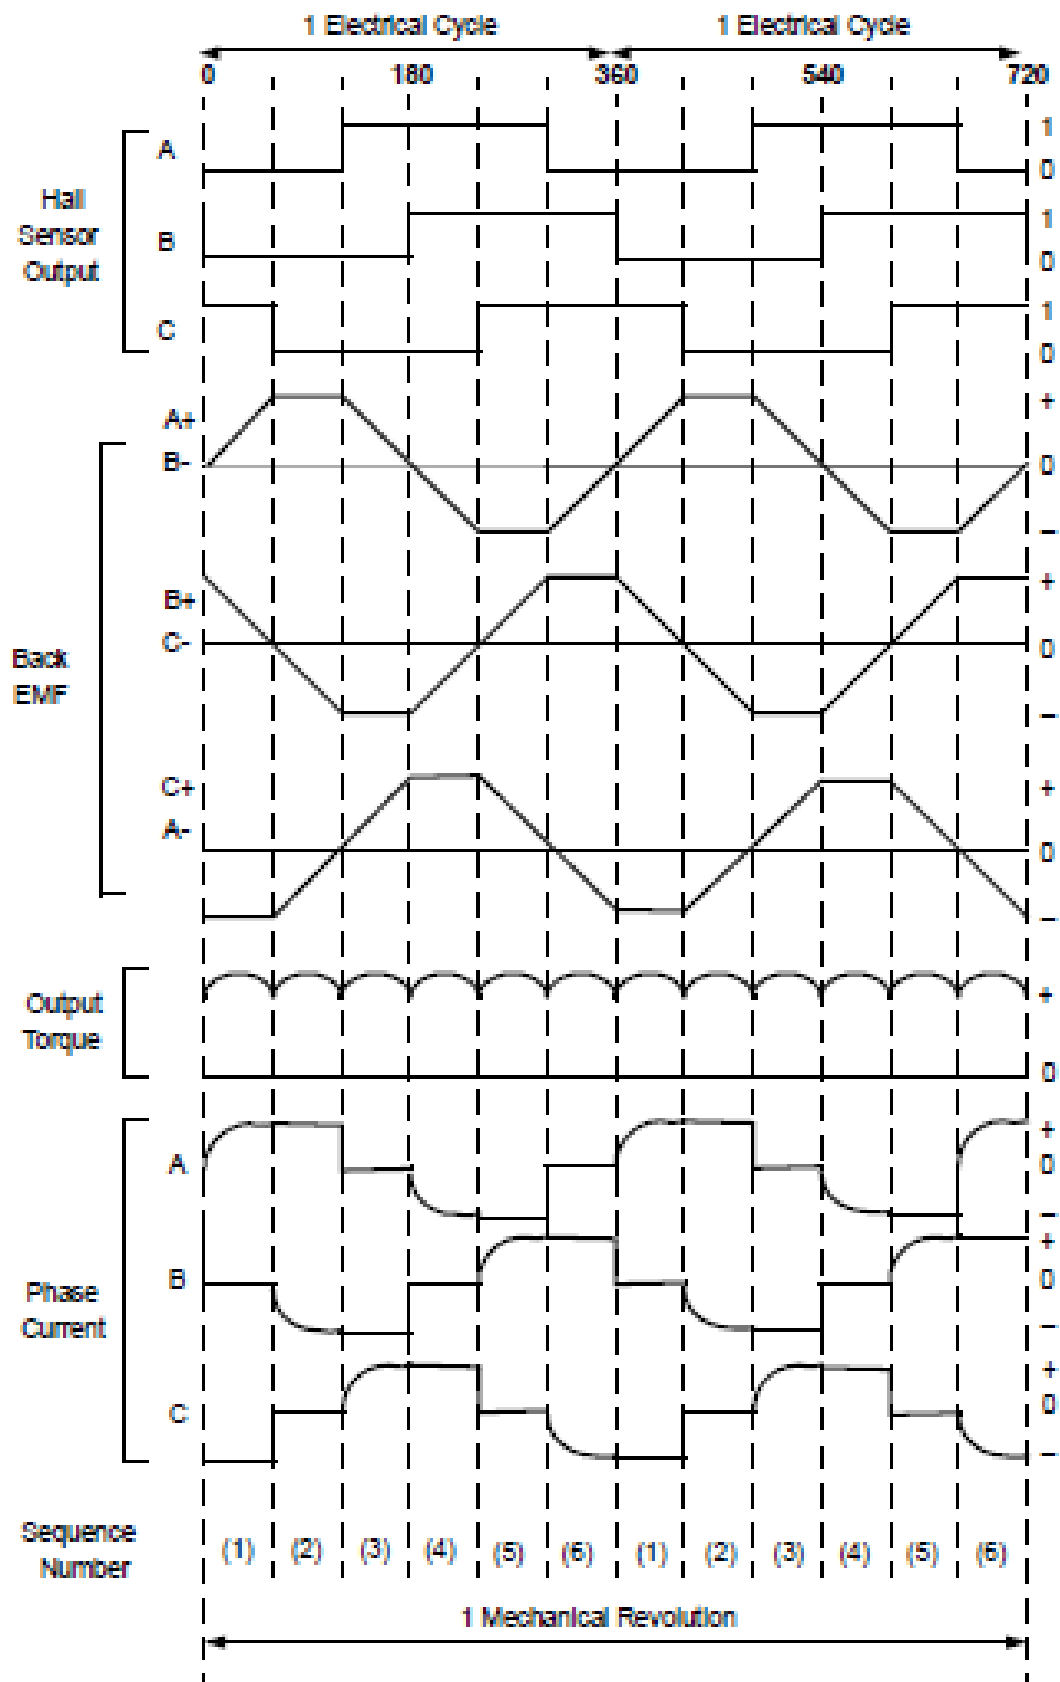 1 Electrical Cycle 1 Electrical Cycle
0 180 360 540 720
Hall
Sensor
Output
A 1
0
B 1
0
C 1
0
Back
EMF
A+ +
B- 0
–
B+ +
C- 0
–
C+ +
A- 0
–
Output
Torque
+
0
Phase
Current
A +
0
–
B +
0
–
C +
0
–
Sequence
Number
(1) (2) (3) (4) (5) (6) (1) (2) (3) (4) (5) (6)
1 Mechanical Revolution